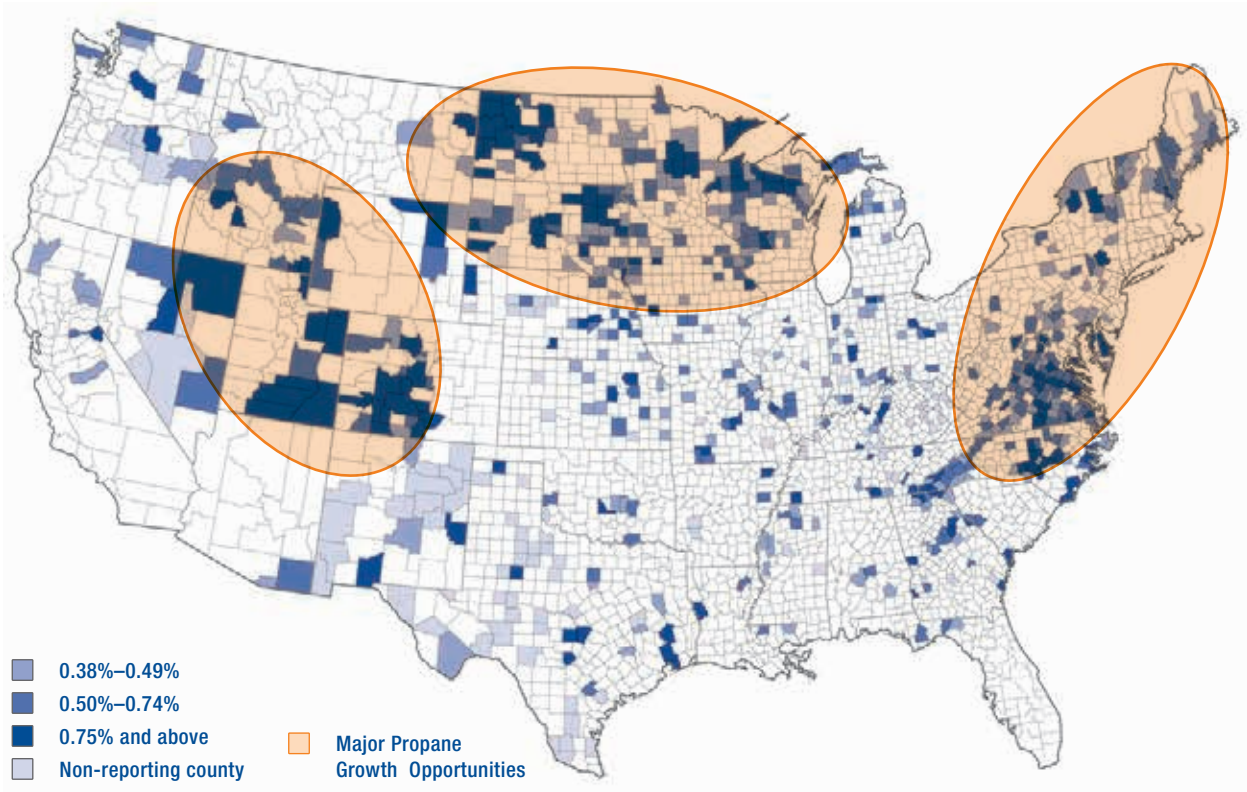 0.38%–0.49%
0.50%–0.74%
0.75% and above
Non-reporting county
Major Propane
Growth Opportunities